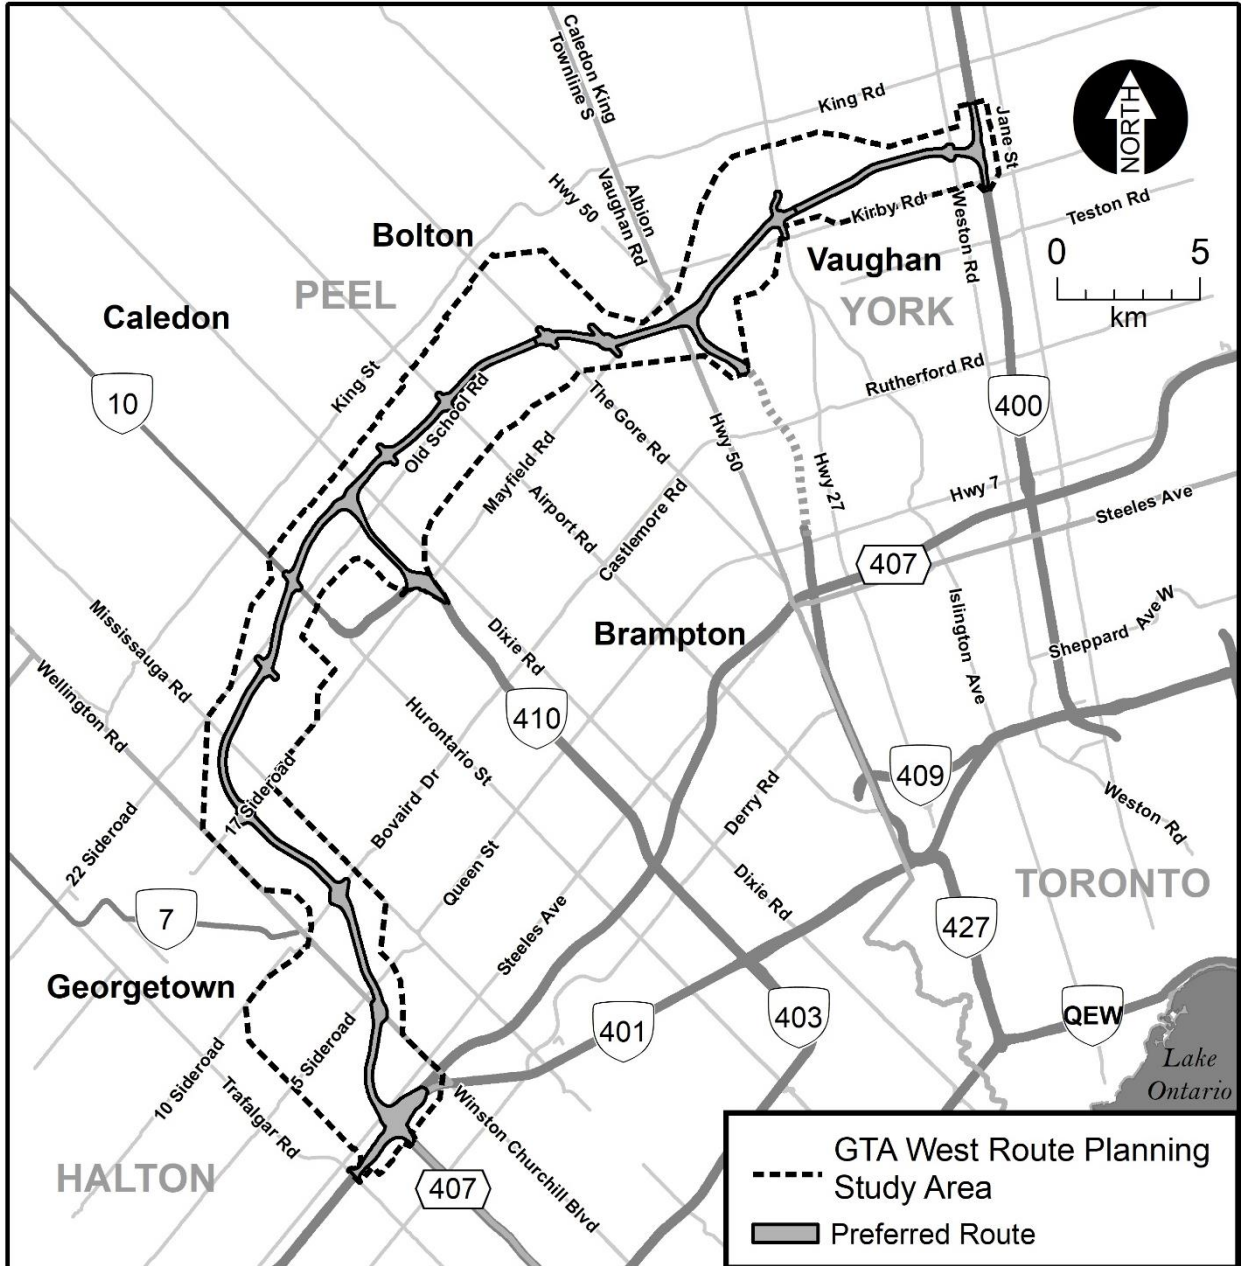 Caledon King
Townline S
King Rd
Jane St
NORTH
Hwy 50
Albion
Vaughan Rd
Kirby Rd
Weston Rd
Teston Rd
Bolton
PEEL
Vaughan
YORK
0 5
km
Caledon
10
King St
Old School Rd
The Gore Rd
Rutherford Rd
400
Mayfield Rd
Hwy 50
Hwy 27
Hwy 7
Airport Rd
Castlemore Rd
Steeles Ave
407
Mississauga Rd
Dixie Rd
Brampton
Islington Ave
Sheppard Ave W
Wellington Rd
Hurontario St
410
409
17 Sideroad
Bovaird Dr
Derry Rd
Weston Rd
22 Sideroad
Queen St
Dixie Rd
TORONTO
7
Steeles Ave
427
Georgetown
401
403
QEW
5 Sideroad
10 Sideroad
Lake
Ontario
Trafalgar Rd
Winston Churchill Blvd
HALTON
407
GTA West Route Planning
Study Area
Preferred Route